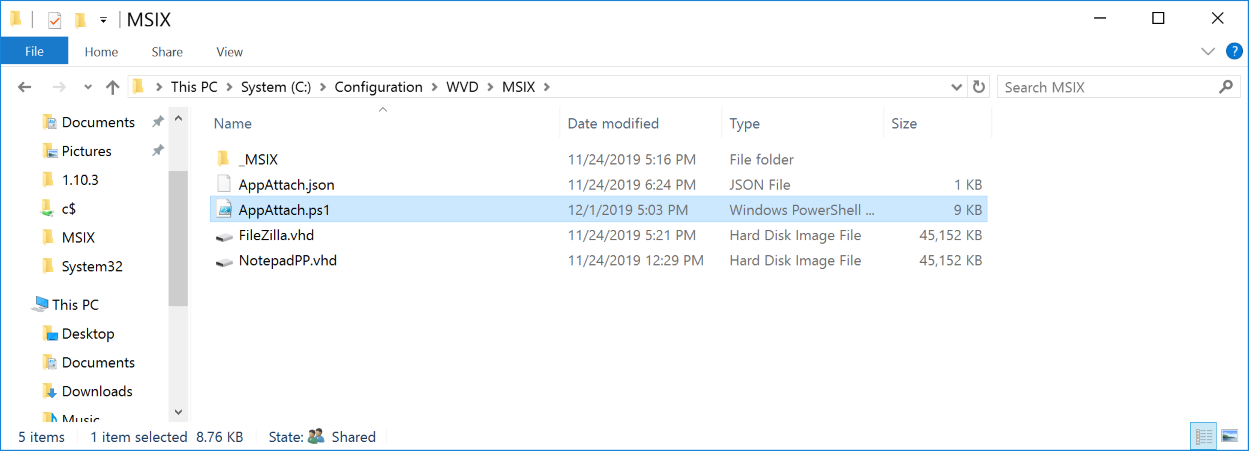 MSIX
File Home Share View
This PC System (C:) Configuration WVD MSIX Search MSIX
Name Date modified Type Size
Documents
Pictures
1.10.3
c$
MSIX
System32
This PC
Desktop
Documents
Downloads
Music
_MSIX 11/24/2019 5:16 PM File folder
AppAttach.json 11/24/2019 6:24 PM JSON File 1 KB
AppAttach.ps1 12/1/2019 5:03 PM Windows PowerShell ... 9 KB
FileZilla.vhd 11/24/2019 5:21 PM Hard Disk Image File 45,152 KB
NotepadPP.vhd 11/24/2019 12:29 PM Hard Disk Image File 45,152 KB
5 items 1 item selected 8.76 KB State: Shared